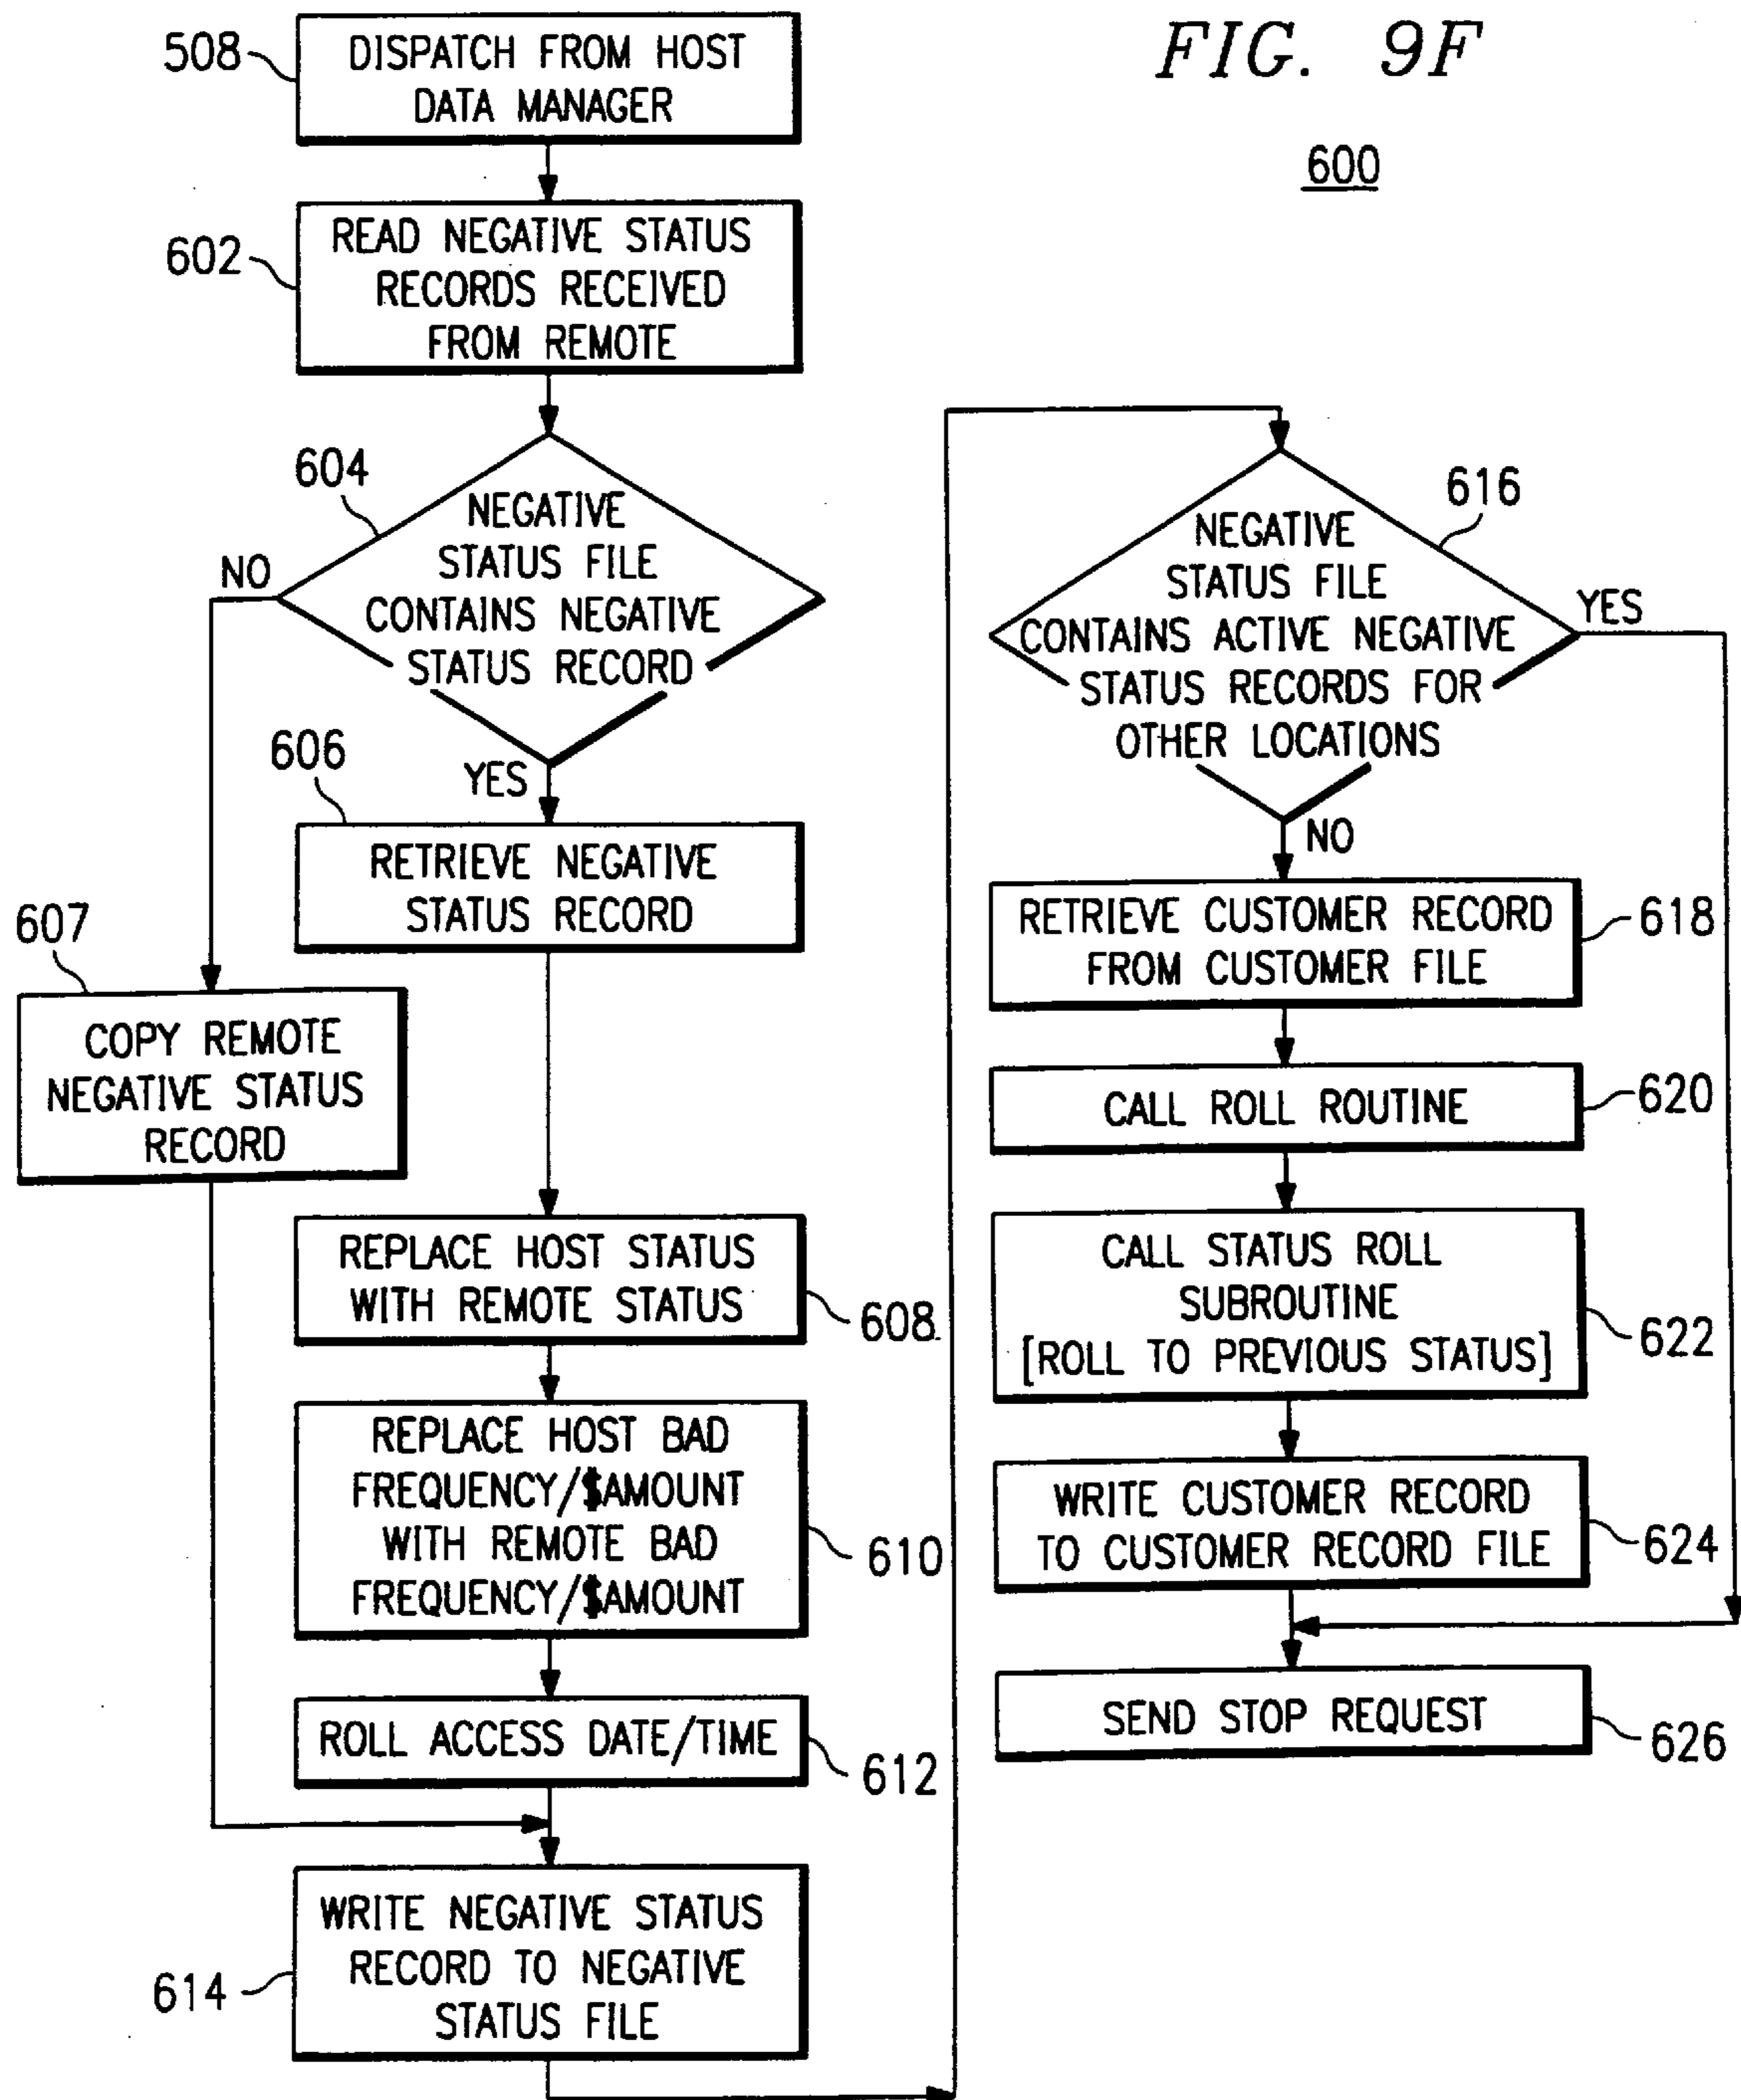 FIG. 9F
600
508
DISPATCH FROM HOST
DATA MANAGER
602
READ NEGATIVE STATUS
RECORDS RECEIVED
FROM REMOTE
604
NEGATIVE
STATUS FILE
CONTAINS NEGATIVE
STATUS RECORD
NO
YES
606
RETRIEVE NEGATIVE
STATUS RECORD
607
COPY REMOTE
NEGATIVE STATUS
RECORD
REPLACE HOST STATUS
WITH REMOTE STATUS
608
REPLACE HOST BAD
FREQUENCY/$AMOUNT
WITH REMOTE BAD
FREQUENCY/$AMOUNT
610
ROLL ACCESS DATE/TIME
612
614
WRITE NEGATIVE STATUS
RECORD TO NEGATIVE
STATUS FILE
616
NEGATIVE
STATUS FILE
CONTAINS ACTIVE NEGATIVE
STATUS RECORDS FOR
OTHER LOCATIONS
YES
NO
RETRIEVE CUSTOMER RECORD
FROM CUSTOMER FILE
618
CALL ROLL ROUTINE
620
CALL STATUS ROLL
SUBROUTINE
[ROLL TO PREVIOUS STATUS]
622
WRITE CUSTOMER RECORD
TO CUSTOMER RECORD FILE
624
SEND STOP REQUEST
626